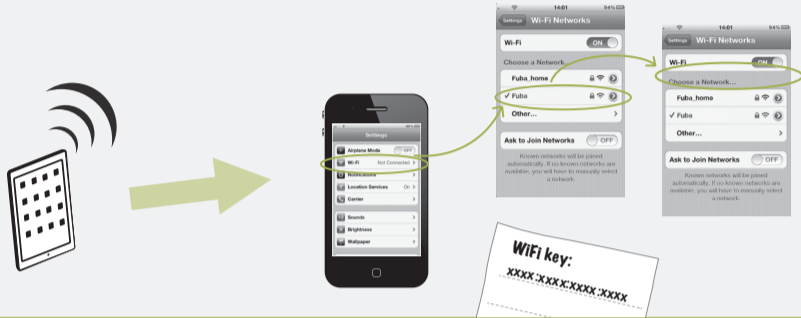 Settings
Airplane Mode OFF
Wi-Fi Not Connected
Notifications
Location Services On
Carrier
Sounds
Brightness
Wallpaper
14:01 94%
Settings Wi-Fi Networks
Wi-Fi ON
Choose a Network...
Fuba_home
✓ Fuba
Other...
Ask to Join Networks OFF
Known networks will be joined
automatically. If no known networks are
available, you will have to manually select
a network.
14:01 94%
Settings Wi-Fi Networks
Wi-Fi ON
Choose a Network...
Fuba_home
✓ Fuba
Other...
Ask to Join Networks OFF
Known networks will be joined
automatically. If no known networks are
available, you will have to manually select
a network.
WiFi key:
xxxx:xxxx:xxxx:xxxx